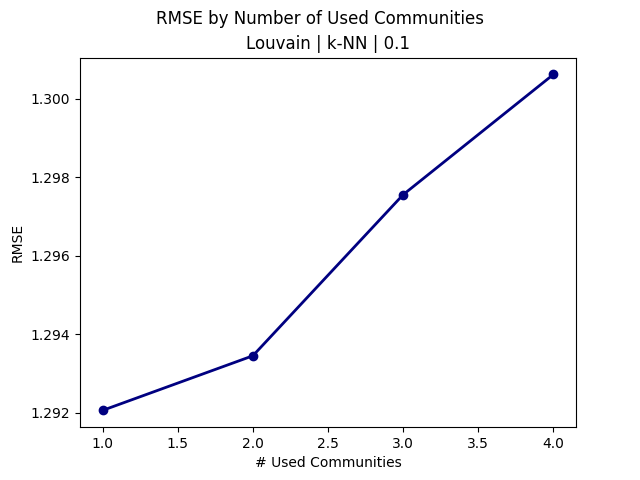 RMSE by Number of Used Communities
Louvain | k-NN | 0.1
1.300
1.298
1.296
1.294
1.292
RMSE
1.0 1.5 2.0 2.5 3.0 3.5 4.0
# Used Communities